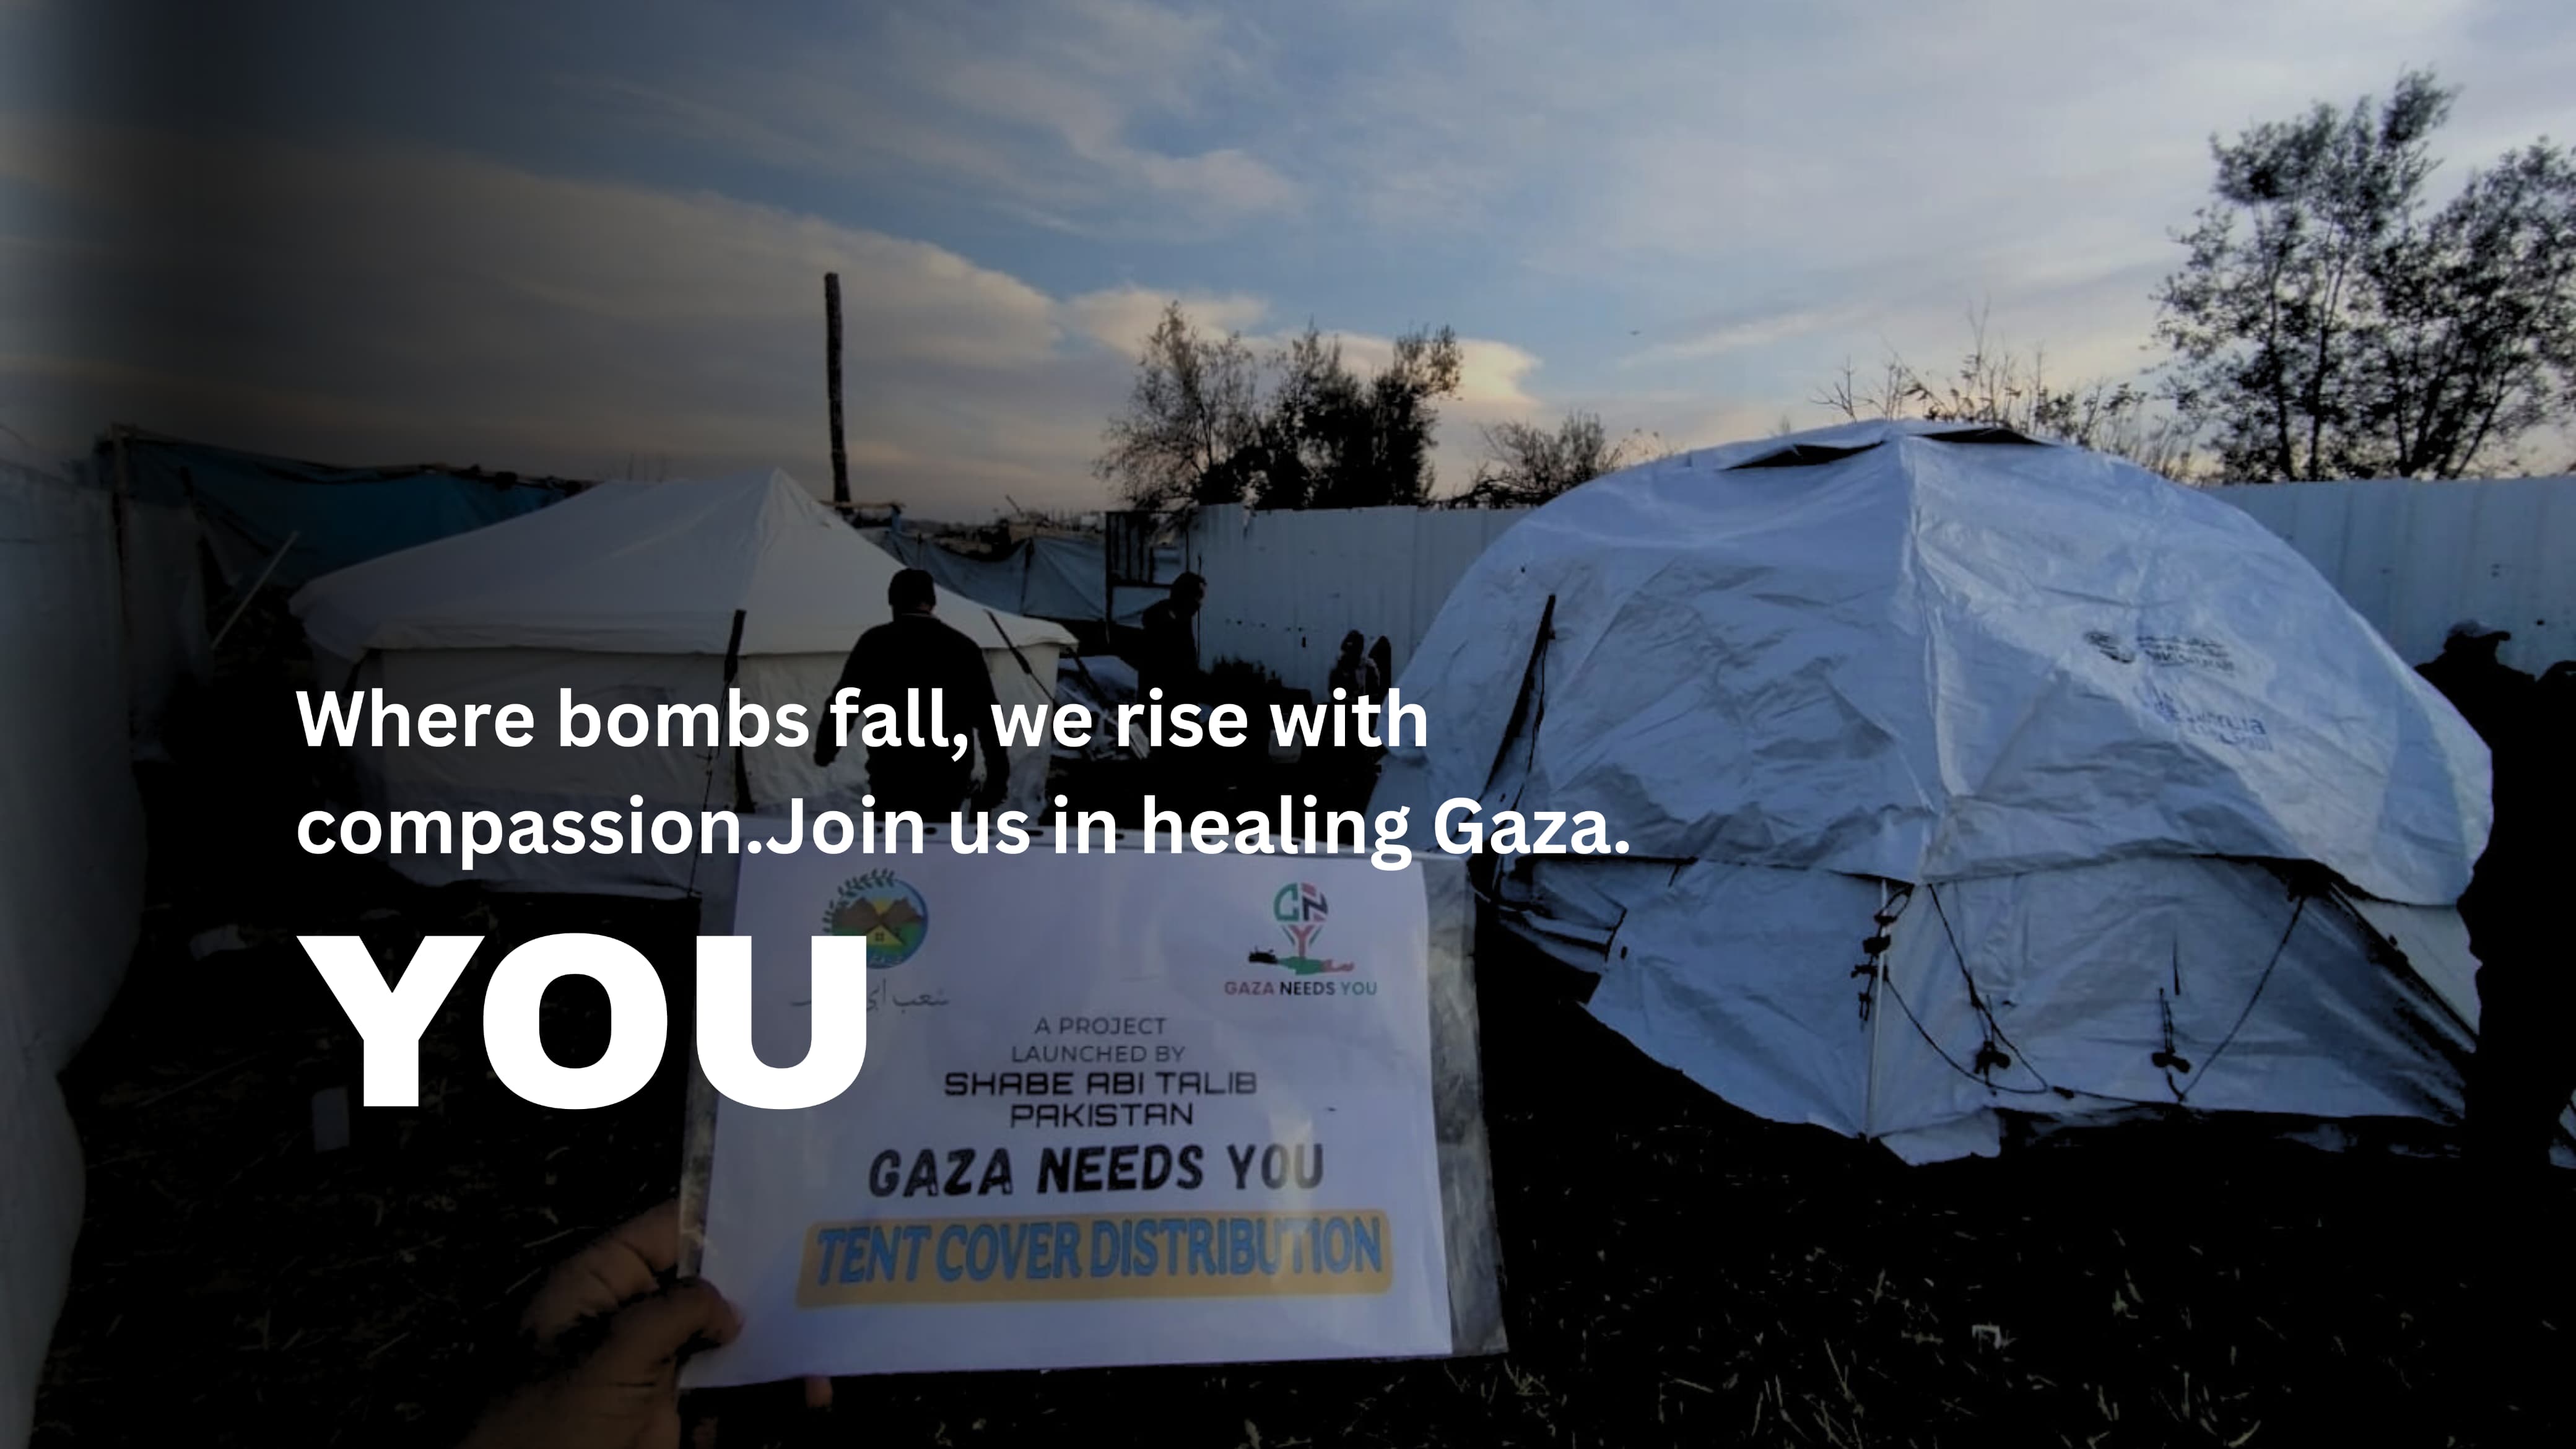 Where bombs fall, we rise with
compassion.Join us in healing Gaza.
YOU
GAZA NEEDS YOU
A PROJECT
LAUNCHED BY
SHABE ABI TALIB
PAKISTAN
GAZA NEEDS YOU
TENT COVER DISTRIBUTION